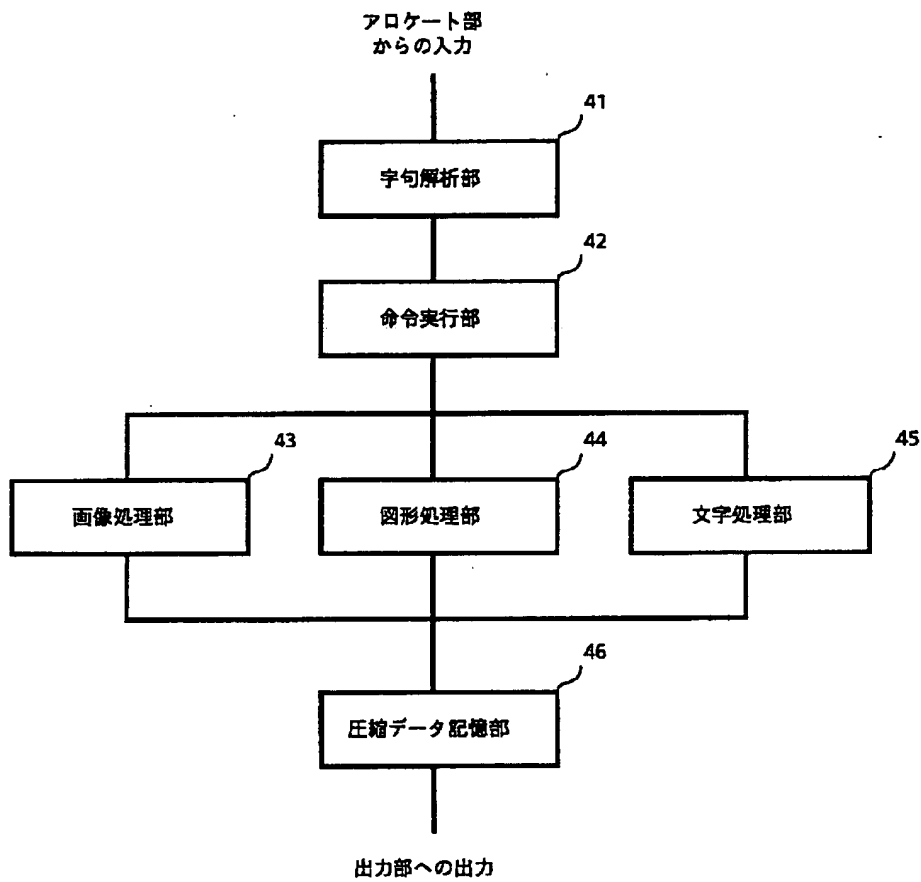 アロケート部
からの入力
41
字句解析部
42
命令実行部
43
44
45
画像処理部
図形処理部
文字処理部
46
圧縮データ記憶部
出力部への出力